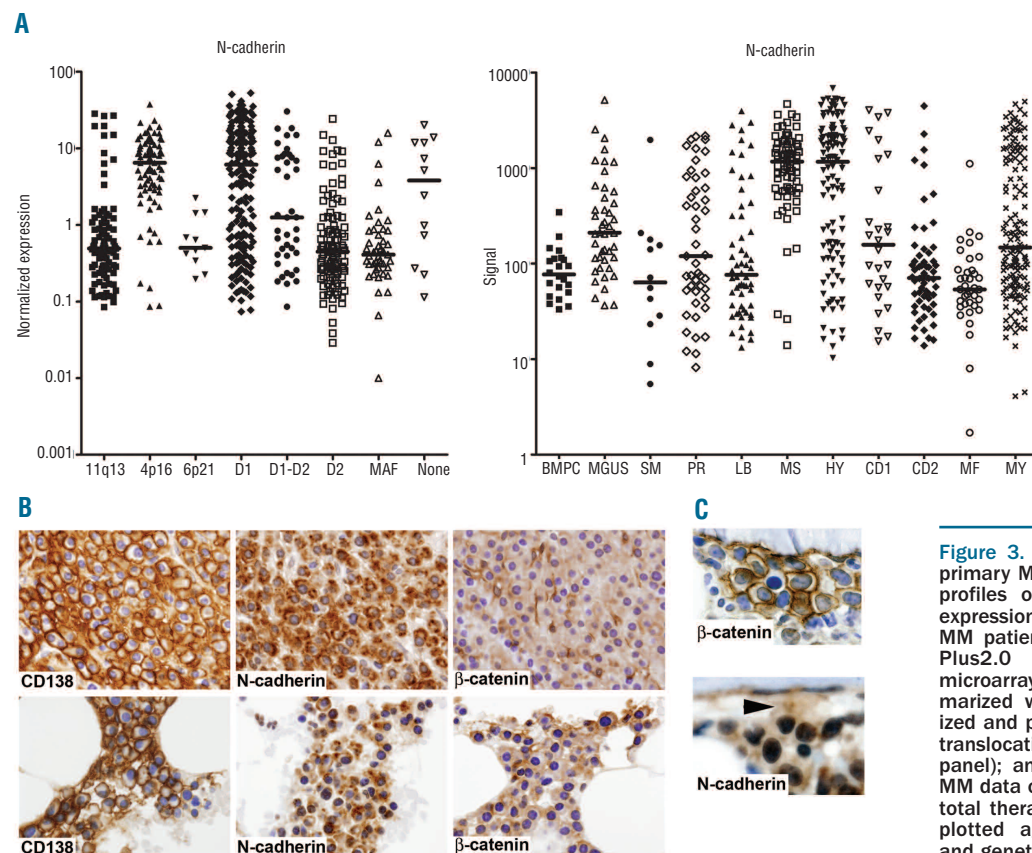 A
N-cadherin
Normalized expression
100
10
1
0.1
0.01
0.001
11q13 4p16 6p21 D1 D1-D2 D2 MAF None
N-cadherin
Signal
10000
1000
100
10
1
BMPC MGUS SM PR LB MS HY CD1 CD2 MF MY
B
CD138 N-cadherin β-catenin
CD138 N-cadherin β-catenin
C
β-catenin
N-cadherin
Figure 3.
primary M
profiles o
expression
MM patien
Plus2.0
microarray
marized w
ized and p
translocati
panel); an
MM data o
total thera
plotted a
and genet